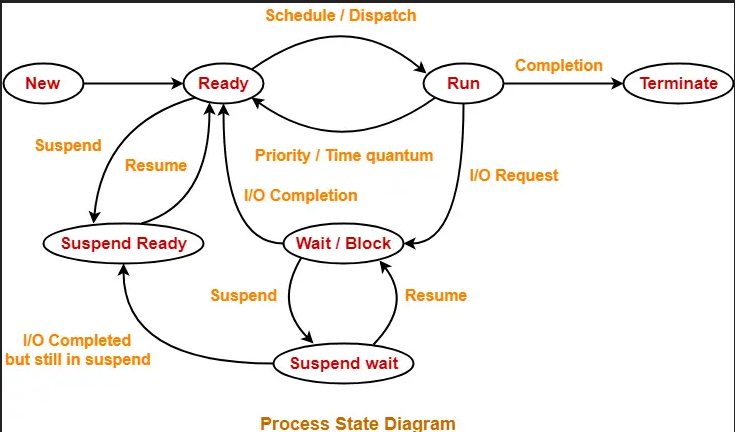 Schedule / Dispatch
New
Ready
Run
Completion
Terminate
Suspend
Resume
Priority / Time quantum
I/O Request
I/O Completion
Suspend Ready
Wait / Block
Suspend
Resume
I/O Completed
but still in suspend
Suspend wait
Process State Diagram